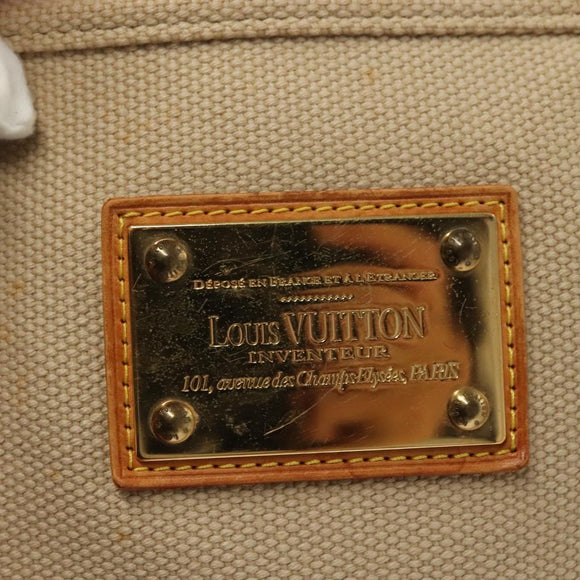 DÉPOSÉ EN FRANCE ET À L'ETRANGER
LOUIS VUITTON
INVENTEUR
101, avenue des Champs-Elysées, PARIS